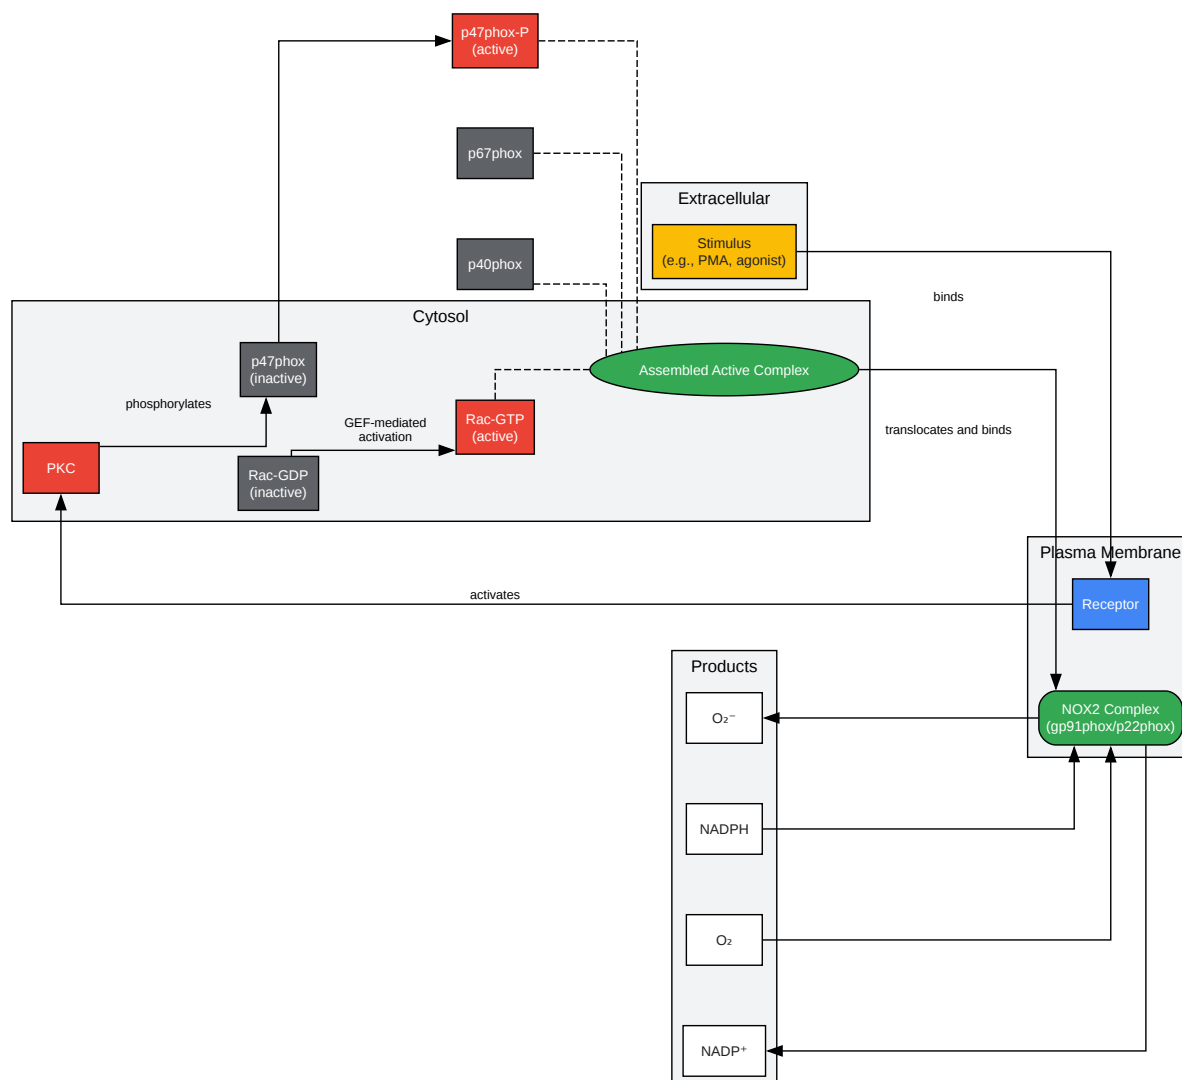 p47phox-P
(active)
p67phox
Extracellular
Stimulus
(e.g., PMA, agonist)
p40phox
binds
Cytosol
p47phox
(inactive)
Assembled Active Complex
phosphorylates
GEF-mediated
activation
Rac-GTP
(active)
translocates and binds
PKC
Rac-GDP
(inactive)
Plasma Membrane
activates
Receptor
Products
O₂⁻
NOX2 Complex
(gp91phox/p22phox)
NADPH
O₂
NADP⁺